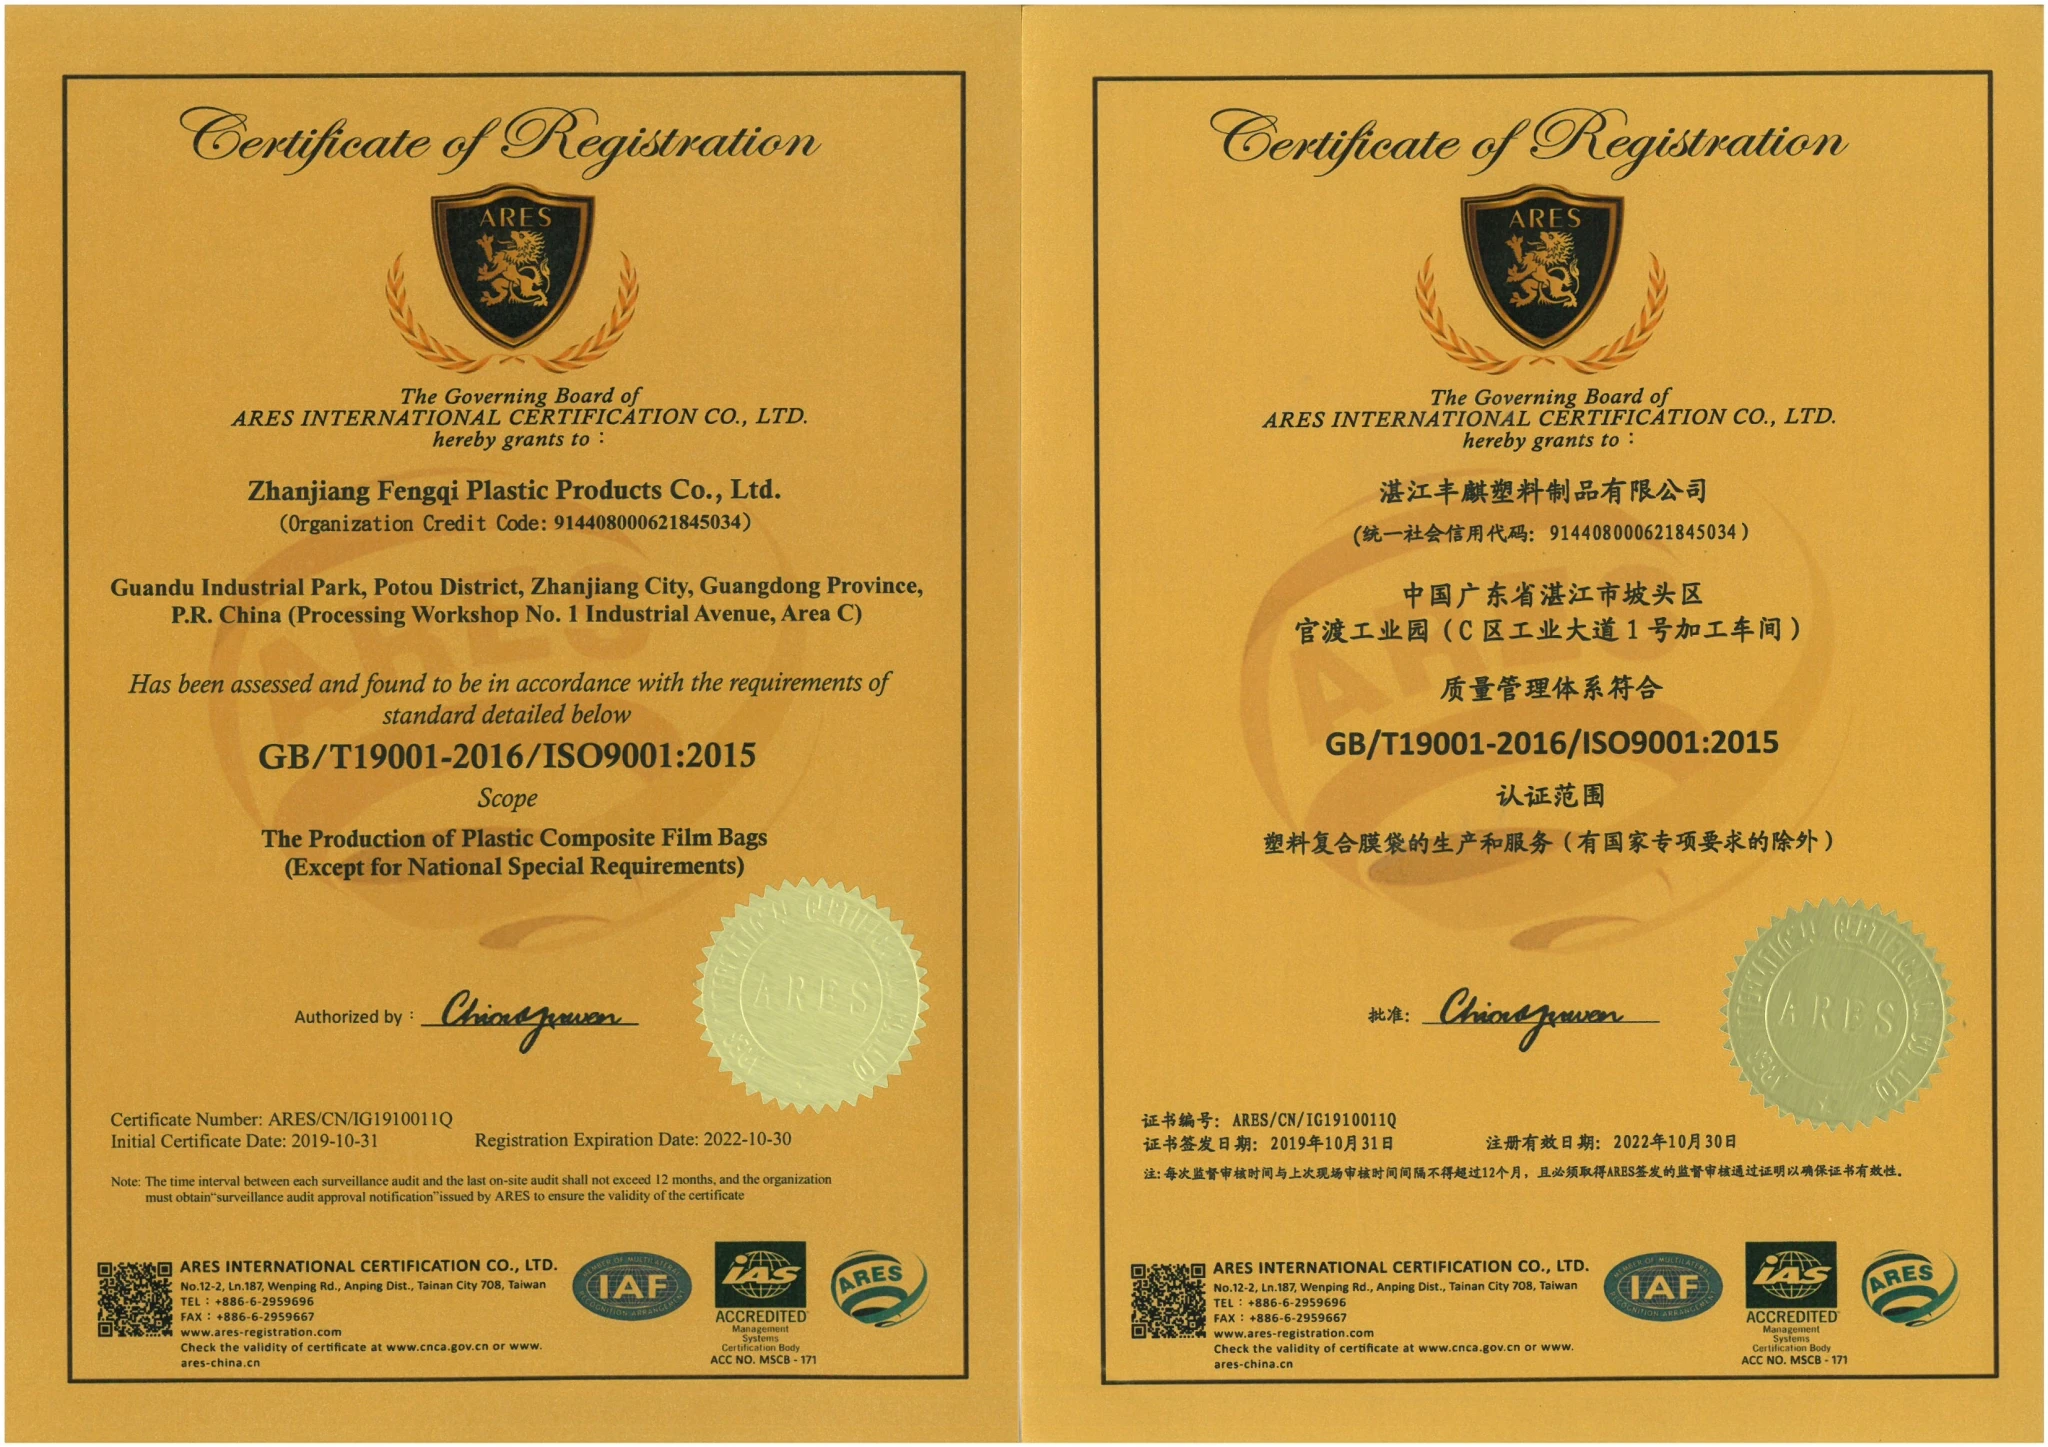 Certificate of Registration
ARES
The Governing Board of
ARES INTERNATIONAL CERTIFICATION CO., LTD.
hereby grants to：
Zhanjiang Fengqi Plastic Products Co., Ltd.
(Organization Credit Code: 914408000621845034)
Guandu Industrial Park, Potou District, Zhanjiang City, Guangdong Province,
P.R. China (Processing Workshop No. 1 Industrial Avenue, Area C)
Has been assessed and found to be in accordance with the requirements of
standard detailed below
GB/T19001-2016/ISO9001:2015
Scope
The Production of Plastic Composite Film Bags
(Except for National Special Requirements)
ARES
Authorized by：
Certificate Number: ARES/CN/IG1910011Q
Initial Certificate Date: 2019-10-31 Registration Expiration Date: 2022-10-30
Note: The time interval between each surveillance audit and the last on-site audit shall not exceed 12 months, and the organization
must obtain“surveillance audit approval notification”issued by ARES to ensure the validity of the certificate
ARES INTERNATIONAL CERTIFICATION CO., LTD.
No.12-2, Ln.187, Wenping Rd., Anping Dist., Tainan City 708, Taiwan
TEL：+886-6-2959696
FAX：+886-6-2959667
www.ares-registration.com
Check the validity of certificate at www.cnca.gov.cn or www.
ares-china.cn
MEMBER OF MULTILATERAL
IAF
RECOGNITION ARRANGEMENT
IAS
ACCREDITED
Management
Systems
Certification Body
ACC NO. MSCB - 171
ARES
Certificate of Registration
ARES
The Governing Board of
ARES INTERNATIONAL CERTIFICATION CO., LTD.
hereby grants to：
湛江丰麒塑料制品有限公司
(统一社会信用代码: 914408000621845034)
中国广东省湛江市坡头区
官渡工业园（C区工业大道1号加工车间）
质量管理体系符合
GB/T19001-2016/ISO9001:2015
认证范围
塑料复合膜袋的生产和服务（有国家专项要求的除外）
ARES
批准:
证书编号: ARES/CN/IG1910011Q
证书签发日期: 2019年10月31日 注册有效日期: 2022年10月30日
注:每次监督审核时间与上次现场审核时间间隔不得超过12个月，且必须取得ARES签发的监督审核通过证明以确保证书有效性。
ARES INTERNATIONAL CERTIFICATION CO., LTD.
No.12-2, Ln.187, Wenping Rd., Anping Dist., Tainan City 708, Taiwan
TEL：+886-6-2959696
FAX：+886-6-2959667
www.ares-registration.com
Check the validity of certificate at www.cnca.gov.cn or www.
ares-china.cn
MEMBER OF MULTILATERAL
IAF
RECOGNITION ARRANGEMENT
IAS
ACCREDITED
Management
Systems
Certification Body
ACC NO. MSCB - 171
ARES